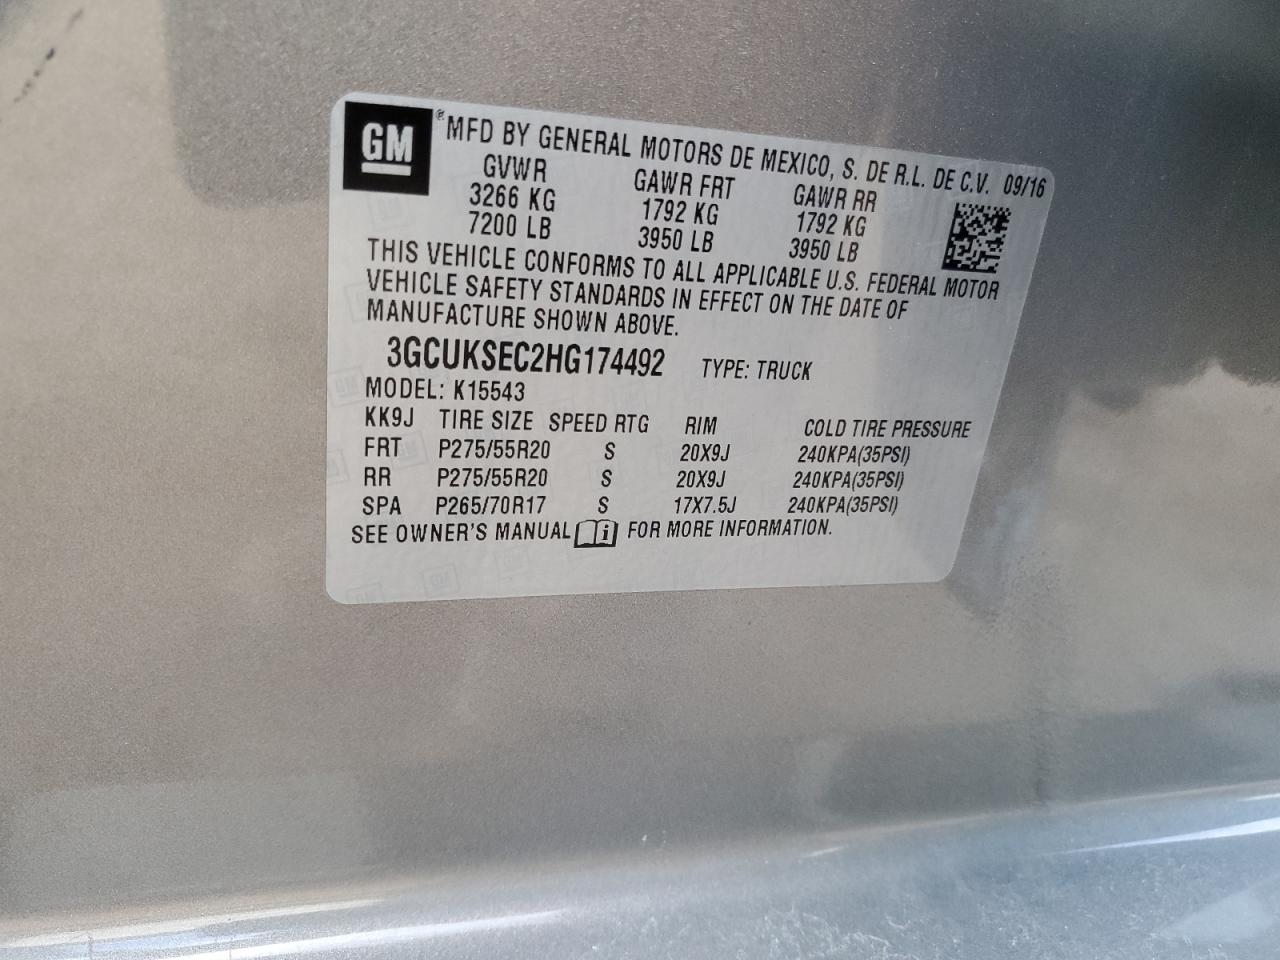 GM ® MFD BY GENERAL MOTORS DE MEXICO, S. DE R.L. DE C.V. 09/16
GVWR GAWR FRT GAWR RR
3266 KG 1792 KG 1792 KG
7200 LB 3950 LB 3950 LB
THIS VEHICLE CONFORMS TO ALL APPLICABLE U.S. FEDERAL MOTOR
VEHICLE SAFETY STANDARDS IN EFFECT ON THE DATE OF
MANUFACTURE SHOWN ABOVE.
3GCUKSEC2HG174492 TYPE: TRUCK
MODEL: K15543
KK9J TIRE SIZE SPEED RTG RIM COLD TIRE PRESSURE
FRT P275/55R20 S 20X9J 240KPA(35PSI)
RR P275/55R20 S 20X9J 240KPA(35PSI)
SPA P265/70R17 S 17X7.5J 240KPA(35PSI)
SEE OWNER'S MANUAL i FOR MORE INFORMATION.